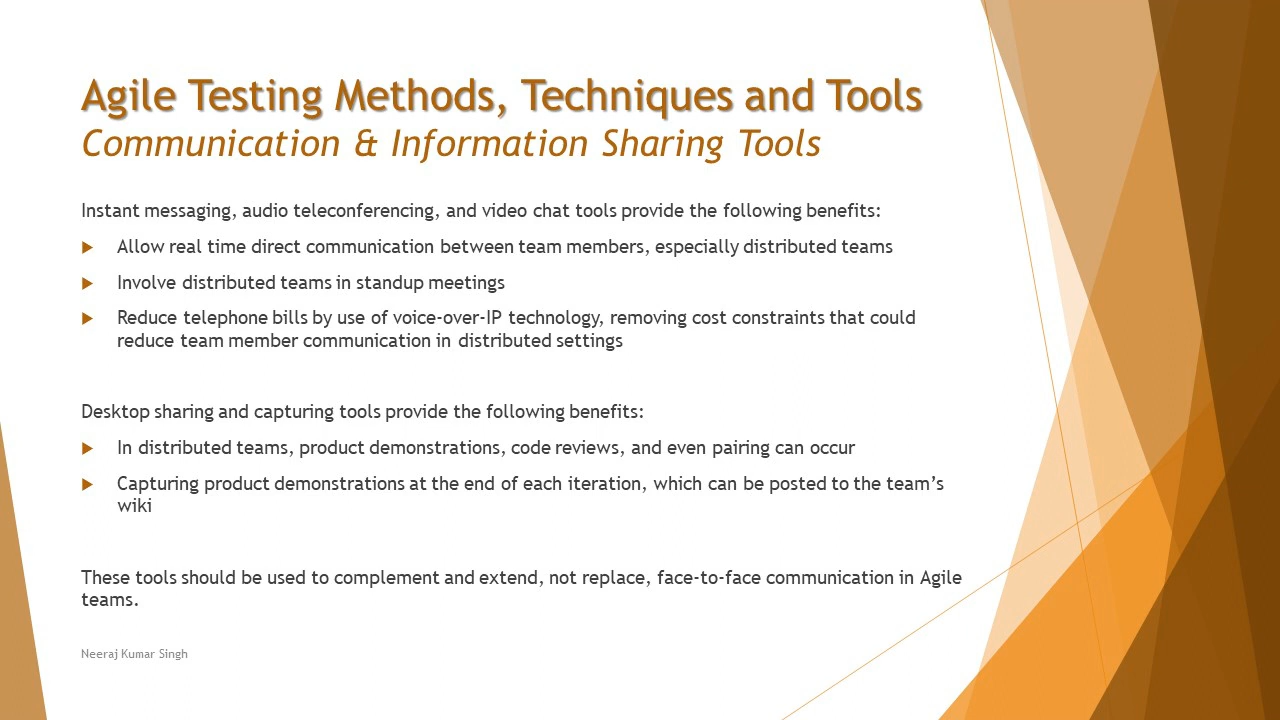 Agile Testing Methods, Techniques and Tools
Communication & Information Sharing Tools
Instant messaging, audio teleconferencing, and video chat tools provide the following benefits:
Allow real time direct communication between team members, especially distributed teams
Involve distributed teams in standup meetings
Reduce telephone bills by use of voice-over-IP technology, removing cost constraints that could
reduce team member communication in distributed settings
Desktop sharing and capturing tools provide the following benefits:
In distributed teams, product demonstrations, code reviews, and even pairing can occur
Capturing product demonstrations at the end of each iteration, which can be posted to the team’s
wiki
These tools should be used to complement and extend, not replace, face-to-face communication in Agile
teams.
Neeraj Kumar Singh